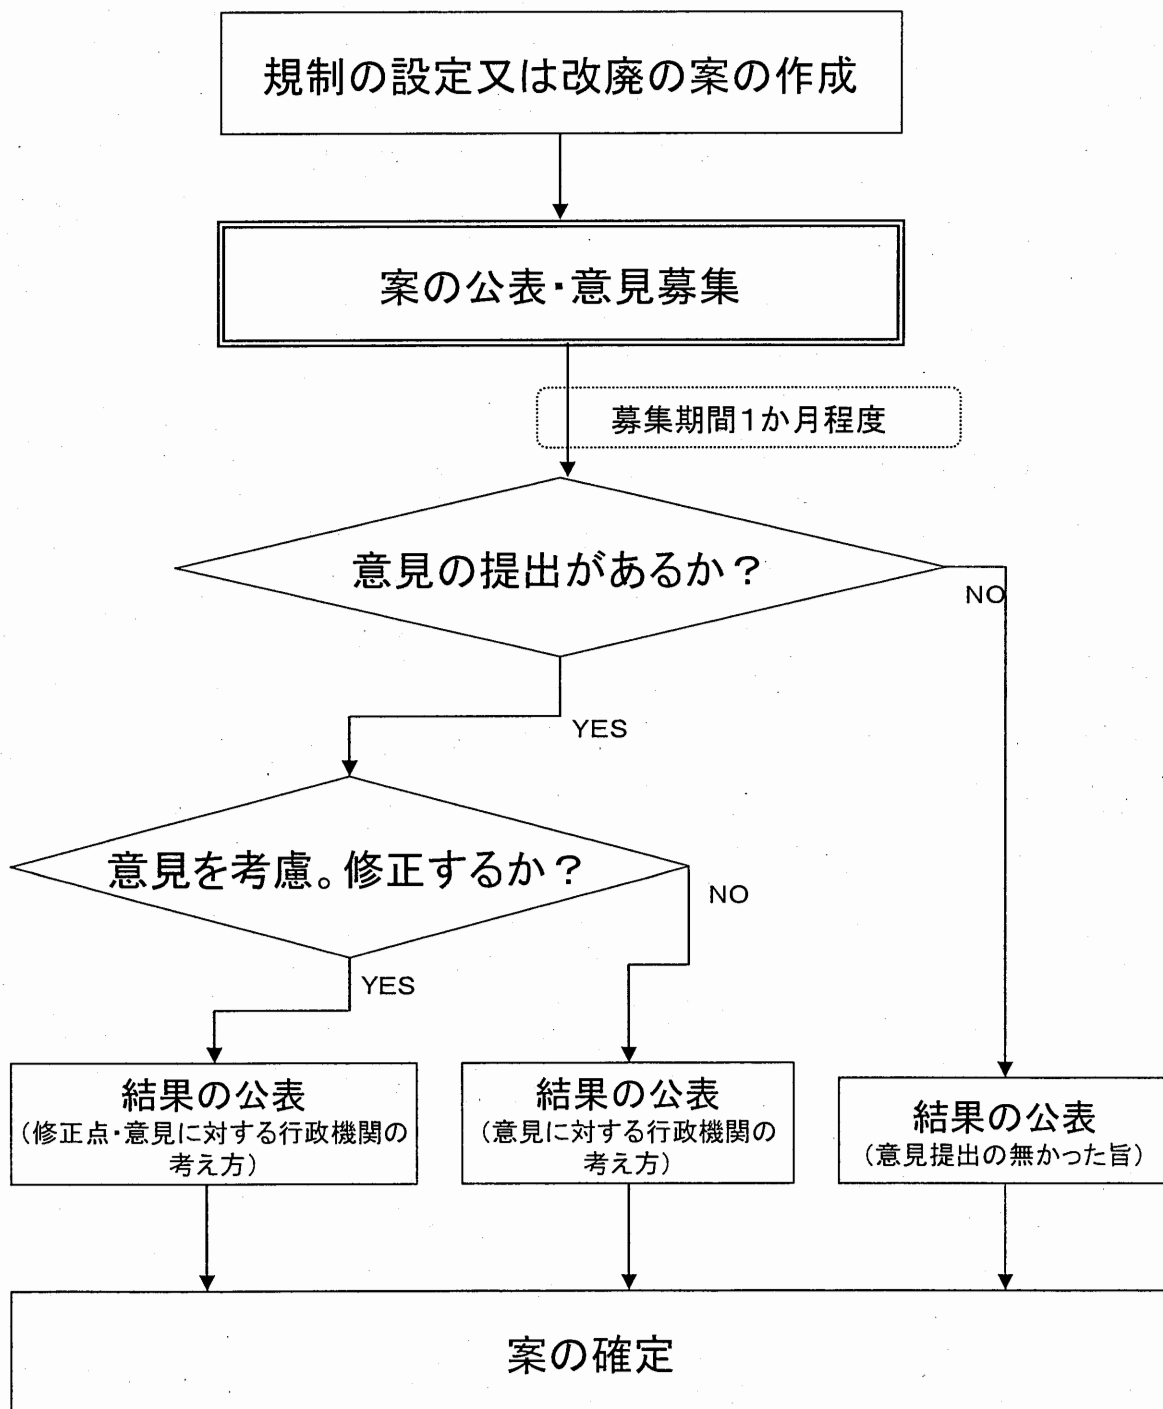 規制の設定又は改廃の案の作成
案の公表・意見募集
募集期間1か月程度
意見の提出があるか？
NO
YES
意見を考慮。修正するか？
NO
YES
結果の公表
（修正点・意見に対する行政機関の
考え方）
結果の公表
（意見に対する行政機関の
考え方）
結果の公表
（意見提出の無かった旨）
案の確定